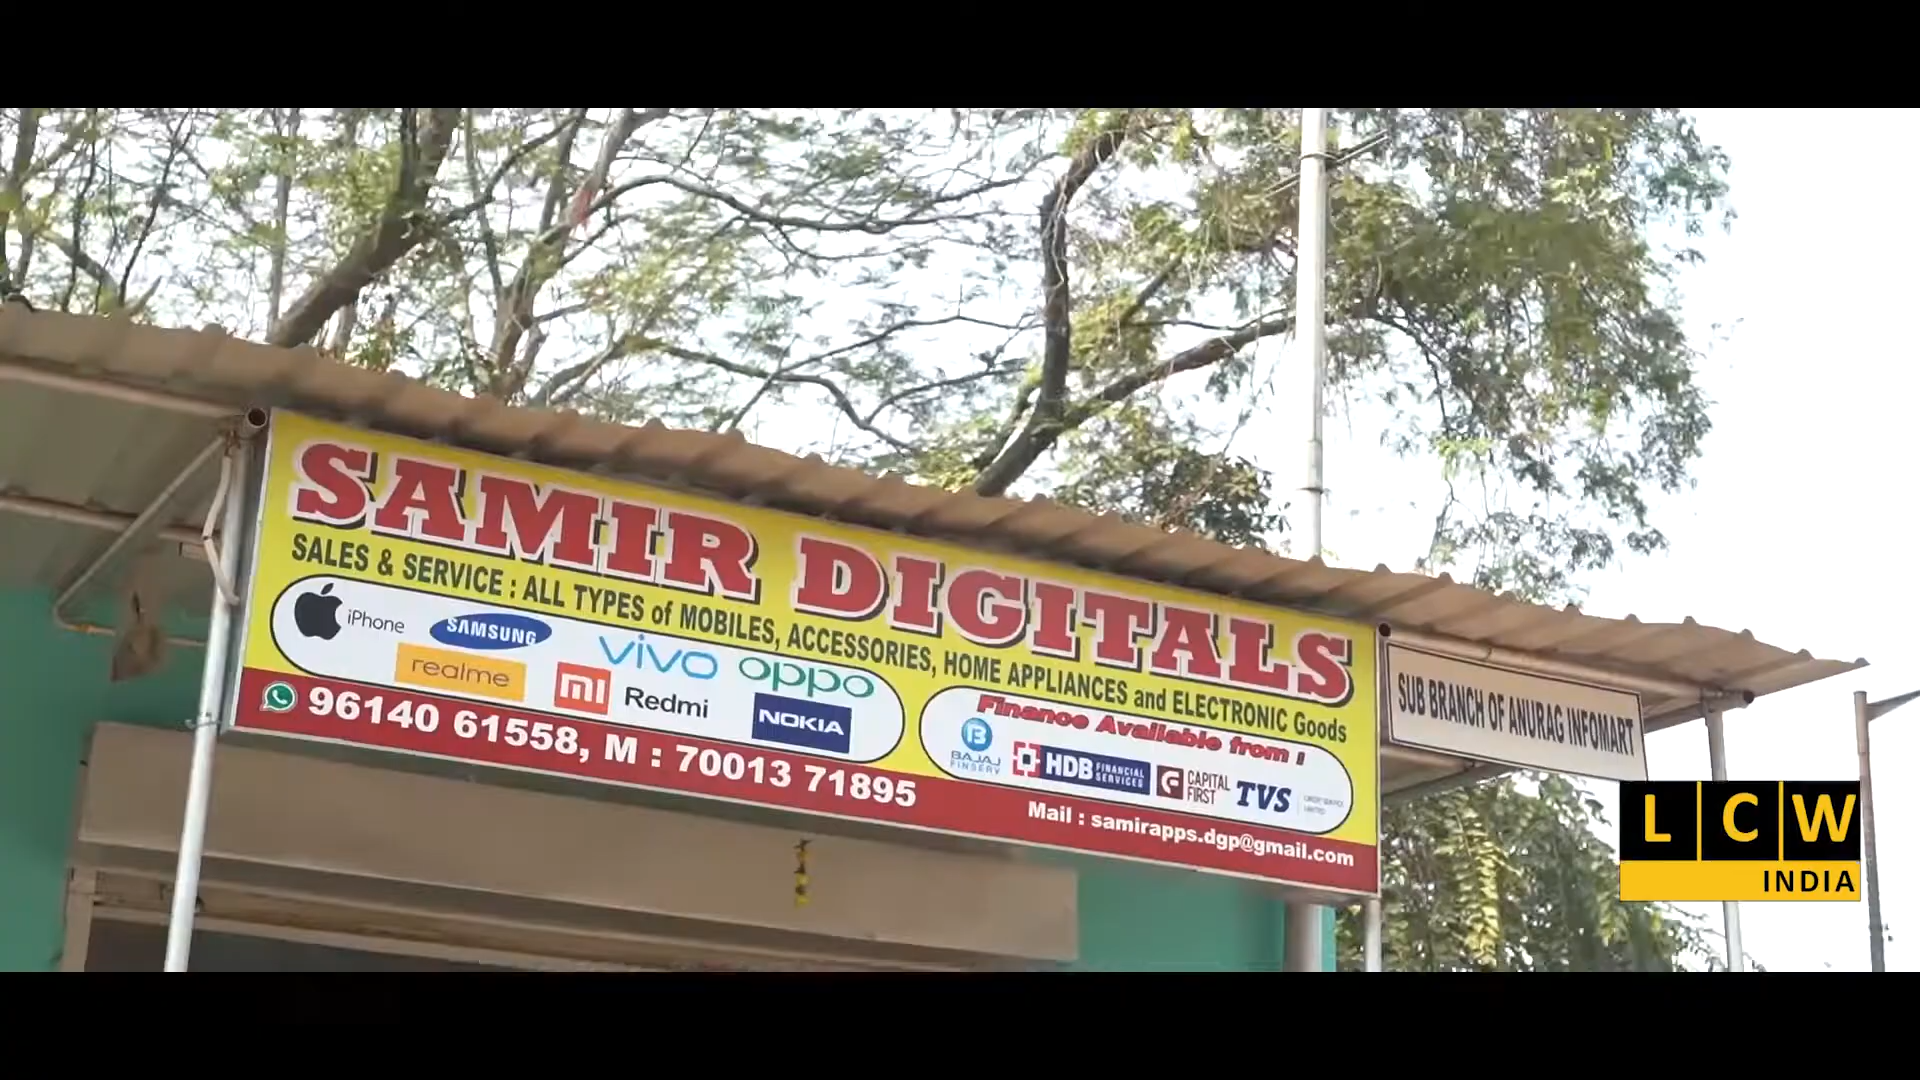 SAMIR DIGITALS
SALES & SERVICE : ALL TYPES of MOBILES, ACCESSORIES, HOME APPLIANCES and ELECTRONIC Goods
iPhone
SAMSUNG
vivo
oppo
realme
mi
Redmi
NOKIA
Finance Available from :
BAJAJ
FINSERV
HDB FINANCIAL
SERVICES
CAPITAL
FIRST
TVS
96140 61558, M : 70013 71895
Mail : samirapps.dgp@gmail.com
SUB BRANCH OF ANURAG INFOMART
LCW
INDIA